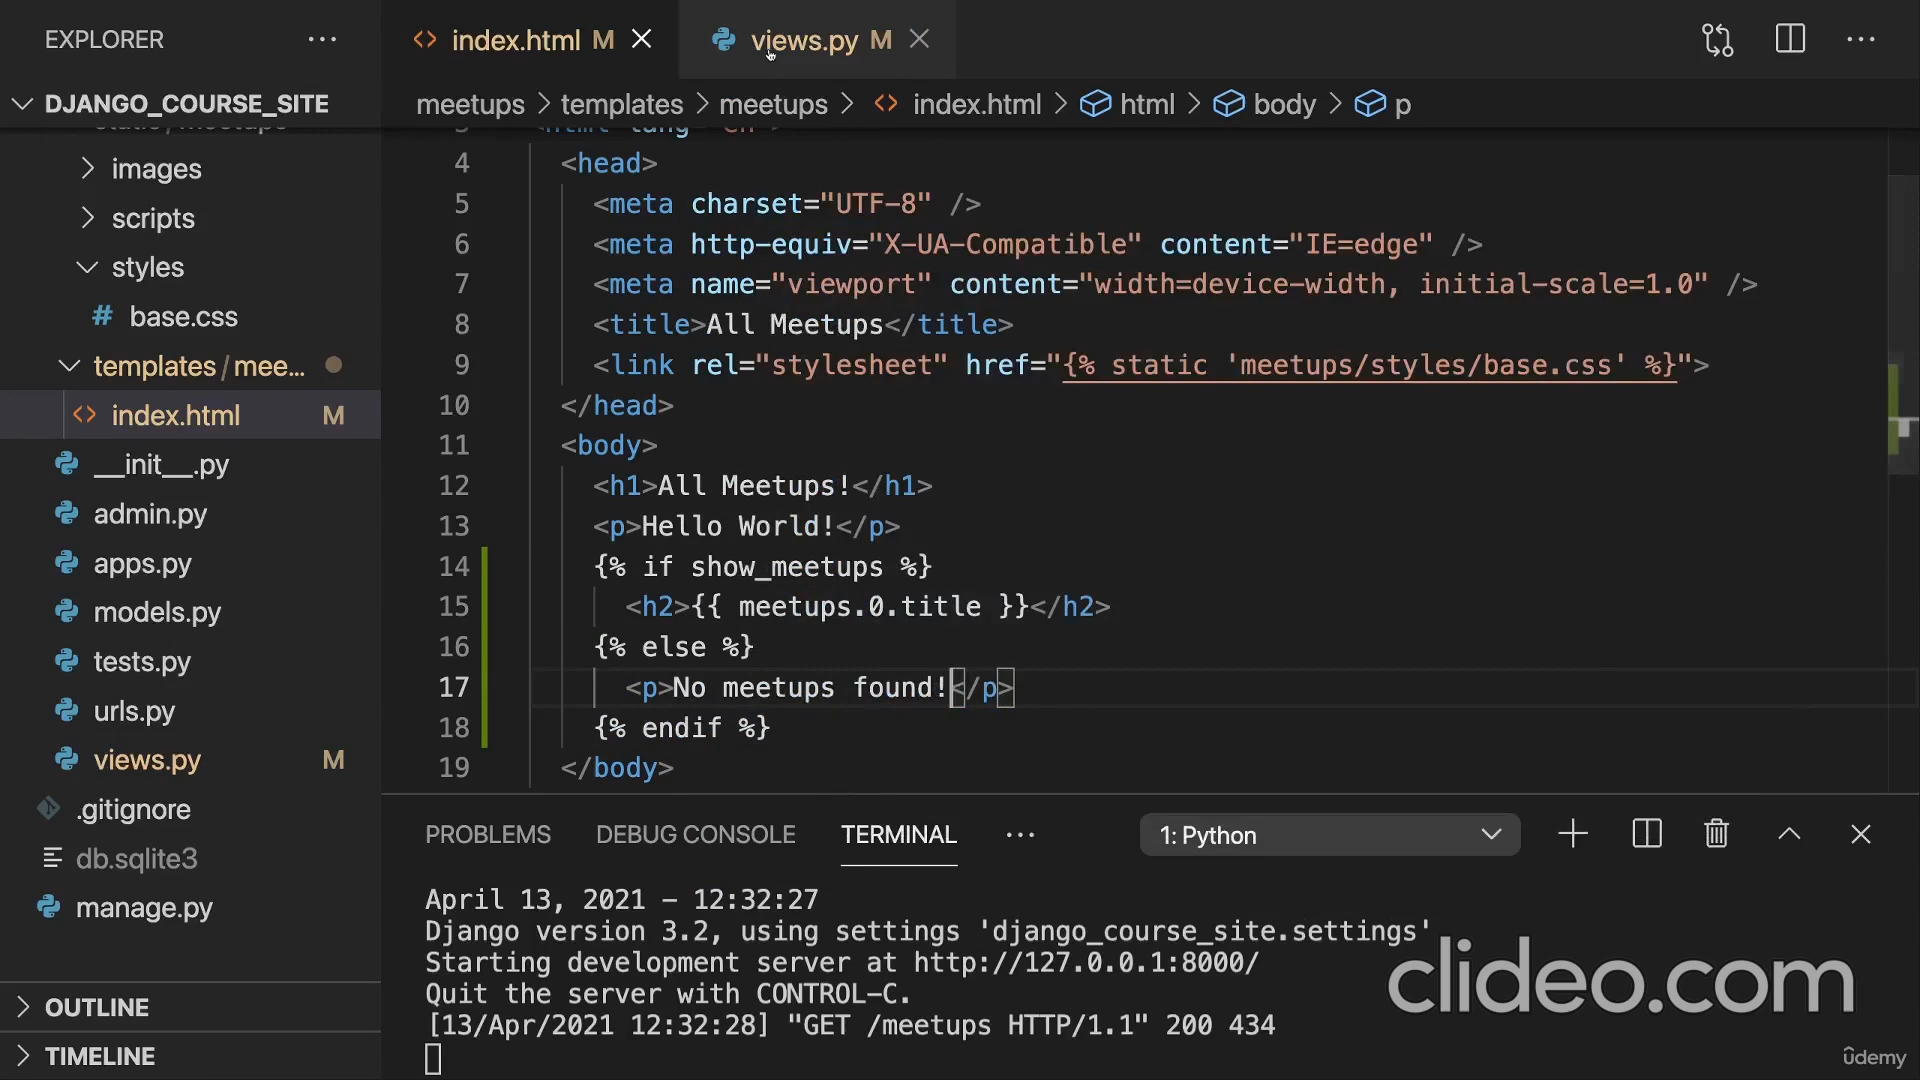 EXPLORER
DJANGO_COURSE_SITE
images
scripts
styles
# base.css
templates/mee...
<> index.html M
__init__.py
admin.py
apps.py
models.py
tests.py
urls.py
views.py M
.gitignore
db.sqlite3
manage.py
OUTLINE
TIMELINE
<> index.html M
views.py M
meetups > templates > meetups > <> index.html > html > body > p
4 <head>
5 <meta charset="UTF-8" />
6 <meta http-equiv="X-UA-Compatible" content="IE=edge" />
7 <meta name="viewport" content="width=device-width, initial-scale=1.0" />
8 <title>All Meetups</title>
9 <link rel="stylesheet" href="{% static 'meetups/styles/base.css' %}">
10 </head>
11 <body>
12 <h1>All Meetups!</h1>
13 <p>Hello World!</p>
14 {% if show_meetups %}
15 <h2>{{ meetups.0.title }}</h2>
16 {% else %}
17 <p>No meetups found!</p>
18 {% endif %}
19 </body>
PROBLEMS DEBUG CONSOLE TERMINAL ... 1: Python
April 13, 2021 - 12:32:27
Django version 3.2, using settings 'django_course_site.settings'
Starting development server at http://127.0.0.1:8000/
Quit the server with CONTROL-C.
[13/Apr/2021 12:32:28] "GET /meetups HTTP/1.1" 200 434
clideo.com
ûdemy